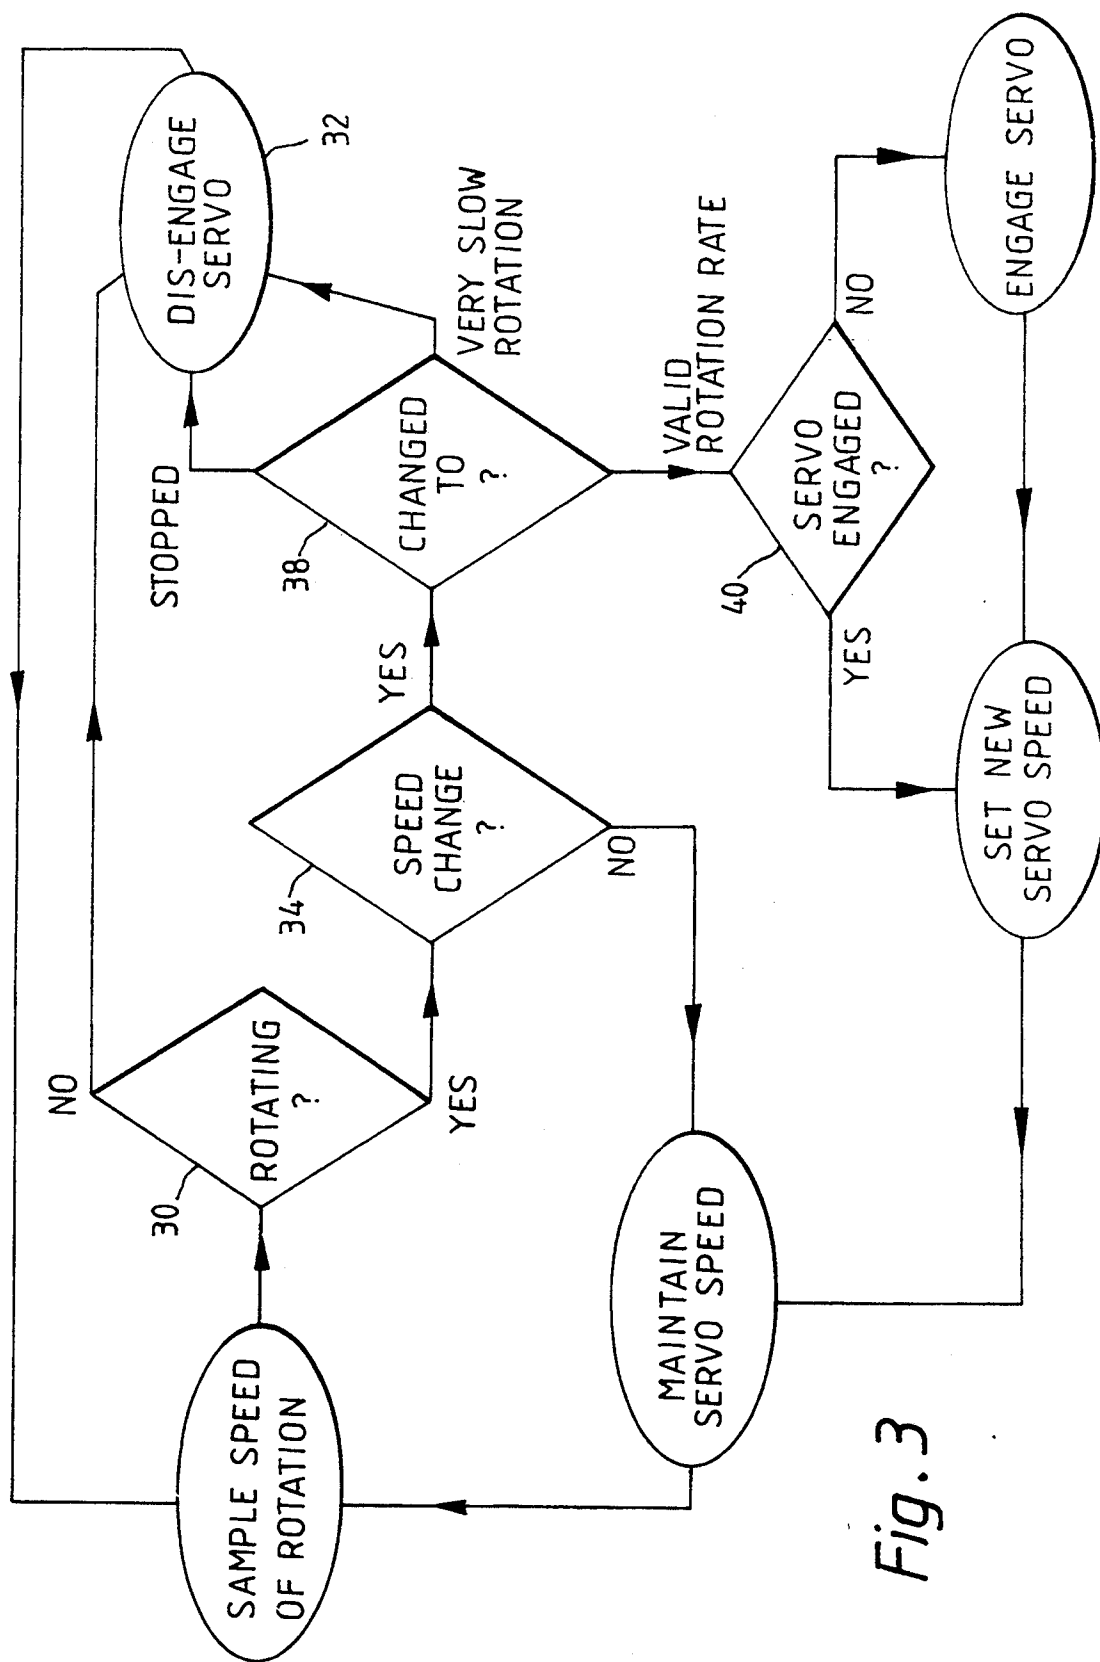 SAMPLE SPEED
OF ROTATION
30
ROTATING
?
NO
YES
34
SPEED
CHANGE
?
YES
NO
38
CHANGED
TO
?
STOPPED
VERY SLOW
ROTATION
DIS-ENGAGE
SERVO
32
VALID
ROTATION RATE
40
SERVO
ENGAGED
?
YES
NO
MAINTAIN
SERVO SPEED
SET NEW
SERVO SPEED
ENGAGE SERVO
Fig. 3